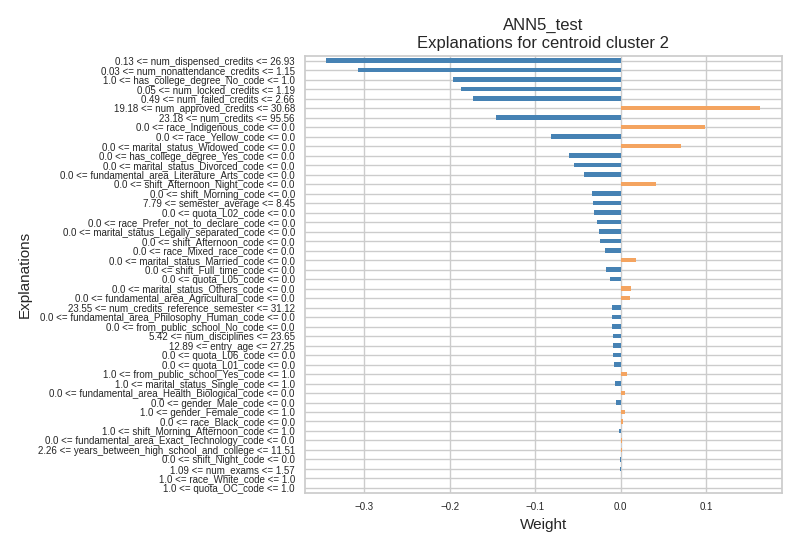 ANN5_test
Explanations for centroid cluster 2
0.13 <= num_dispensed_credits <= 26.93
0.03 <= num_nonattendance_credits <= 1.15
1.0 <= has_college_degree_No_code <= 1.0
0.05 <= num_locked_credits <= 1.19
0.49 <= num_failed_credits <= 2.66
19.18 <= num_approved_credits <= 30.68
23.18 <= num_credits <= 95.56
0.0 <= race_Indigenous_code <= 0.0
0.0 <= race_Yellow_code <= 0.0
0.0 <= marital_status_Widowed_code <= 0.0
0.0 <= has_college_degree_Yes_code <= 0.0
0.0 <= marital_status_Divorced_code <= 0.0
0.0 <= fundamental_area_Literature_Arts_code <= 0.0
0.0 <= shift_Afternoon_Night_code <= 0.0
0.0 <= shift_Morning_code <= 0.0
7.79 <= semester_average <= 8.45
0.0 <= quota_L02_code <= 0.0
0.0 <= race_Prefer_not_to_declare_code <= 0.0
0.0 <= marital_status_Legally_separated_code <= 0.0
0.0 <= shift_Afternoon_code <= 0.0
0.0 <= race_Mixed_race_code <= 0.0
0.0 <= marital_status_Married_code <= 0.0
0.0 <= shift_Full_time_code <= 0.0
0.0 <= quota_L05_code <= 0.0
0.0 <= marital_status_Others_code <= 0.0
0.0 <= fundamental_area_Agricultural_code <= 0.0
23.55 <= num_credits_reference_semester <= 31.12
0.0 <= fundamental_area_Philosophy_Human_code <= 0.0
0.0 <= from_public_school_No_code <= 0.0
5.42 <= num_disciplines <= 23.65
12.89 <= entry_age <= 27.25
0.0 <= quota_L06_code <= 0.0
0.0 <= quota_L01_code <= 0.0
1.0 <= from_public_school_Yes_code <= 1.0
1.0 <= marital_status_Single_code <= 1.0
0.0 <= fundamental_area_Health_Biological_code <= 0.0
0.0 <= gender_Male_code <= 0.0
1.0 <= gender_Female_code <= 1.0
0.0 <= race_Black_code <= 0.0
1.0 <= shift_Morning_Afternoon_code <= 1.0
0.0 <= fundamental_area_Exact_Technology_code <= 0.0
2.26 <= years_between_high_school_and_college <= 11.51
0.0 <= shift_Night_code <= 0.0
1.09 <= num_exams <= 1.57
1.0 <= race_White_code <= 1.0
1.0 <= quota_OC_code <= 1.0
Explanations
−0.3 −0.2 −0.1 0.0 0.1
Weight